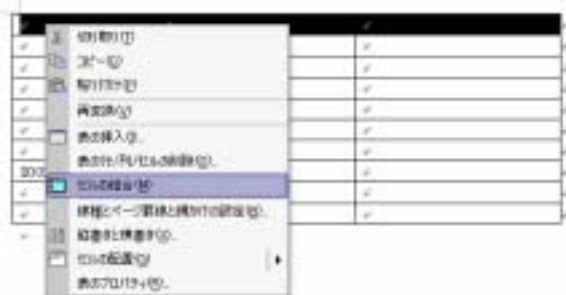 切り取り(T)
コピー(C)
貼り付け(P)
再変換(V)
表の挿入(I)...
表の行/列/セルの削除(D)...
セルの結合(M)
線種とページ罫線と網かけの設定(B)...
縦書きと横書き(X)...
セルの配置(G)
表のプロパティ(R)...